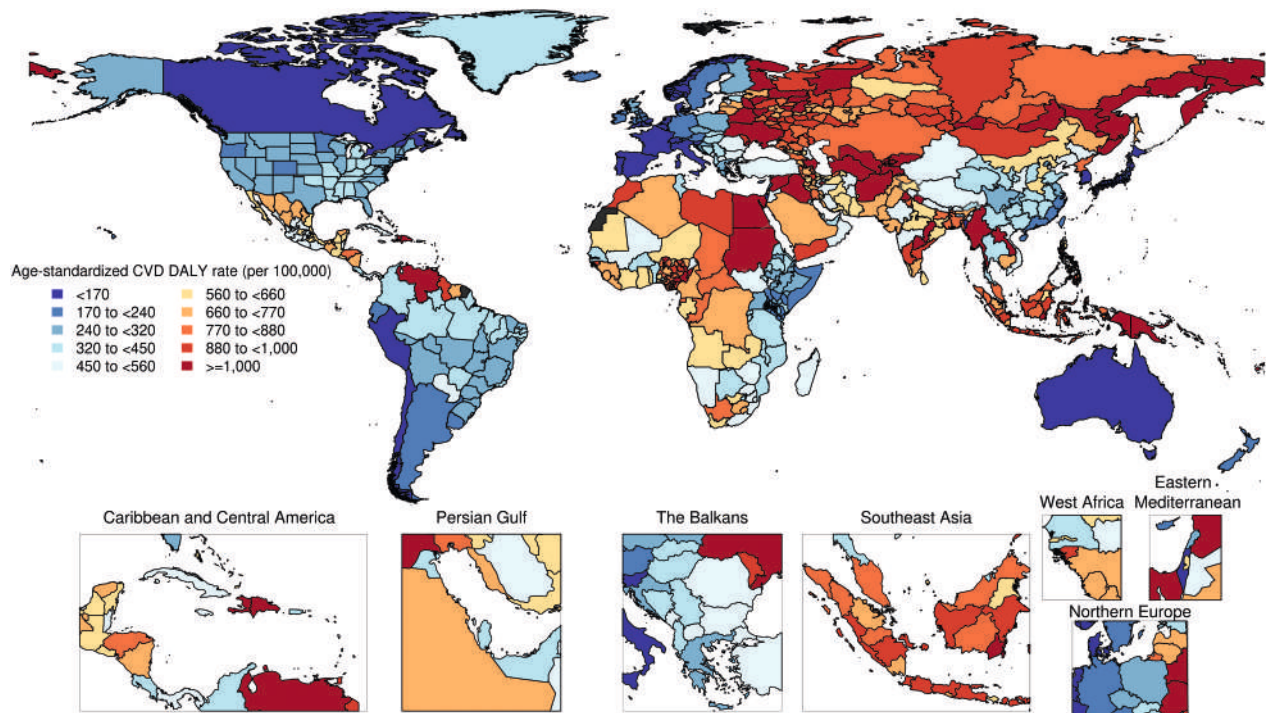 Age-standardized CVD DALY rate (per 100,000)
<170
170 to <240
240 to <320
320 to <450
450 to <560
560 to <660
660 to <770
770 to <880
880 to <1,000
>=1,000
Caribbean and Central America
Persian Gulf
The Balkans
Southeast Asia
West Africa
Eastern
Mediterranean
Northern Europe